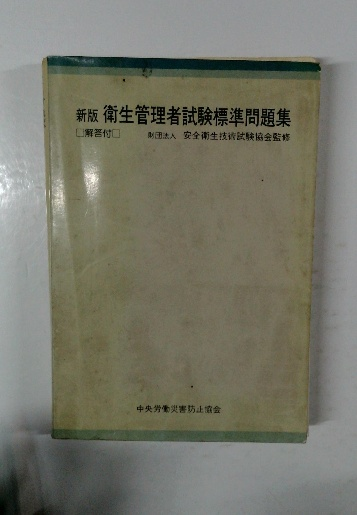 新版 衛生管理者試験標準問題集
□解答付□ 財団法人 安全衛生技術試験協会監修
中央労働災害防止協会